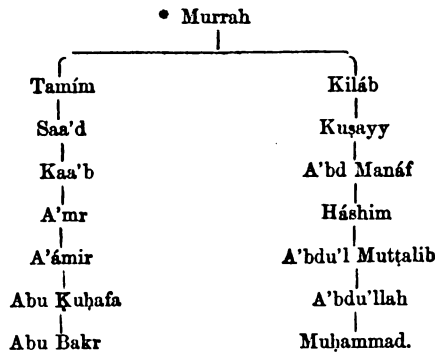 • Murrah
Tamím Kiláb
Saa'd Kuṣayy
Kaa'b A'bd Manáf
A'mr Háshim
A'ámir A'bdu'l Muṭṭalib
Abu Ḳuḥafa A'bdu'llah
Abu Bakr Muḥammad.